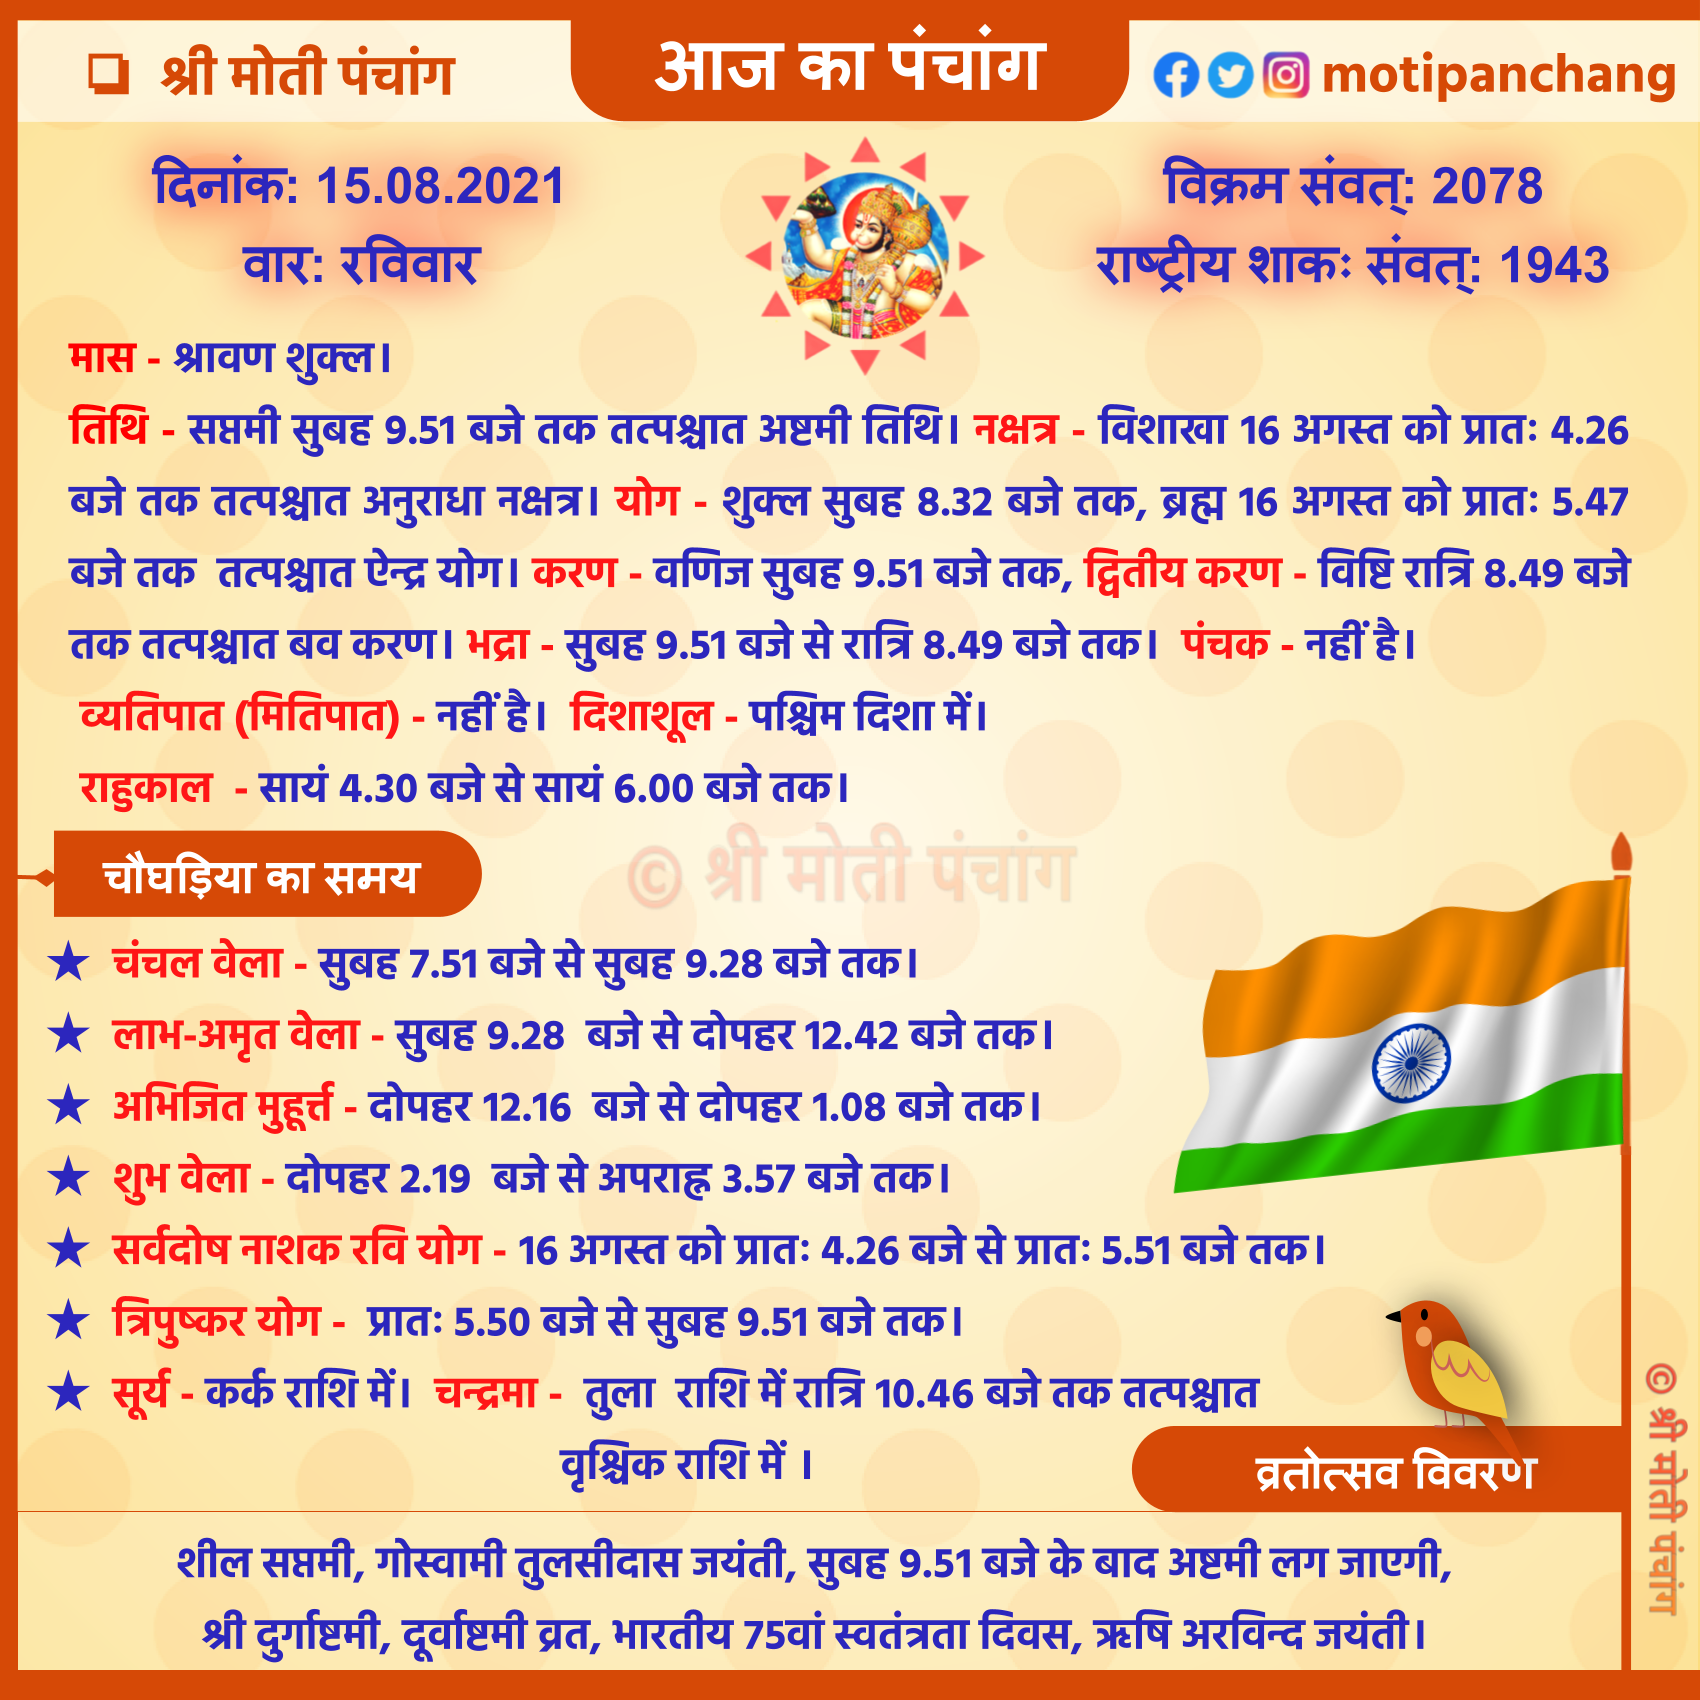 ❏ श्री मोती पंचांग
आज का पंचांग
motipanchang
दिनांक: 15.08.2021
वार: रविवार
विक्रम संवत्: 2078
राष्ट्रीय शाकः संवत्: 1943
मास - श्रावण शुक्ल।
तिथि - सप्तमी सुबह 9.51 बजे तक तत्पश्चात अष्टमी तिथि। नक्षत्र - विशाखा 16 अगस्त को प्रातः 4.26
बजे तक तत्पश्चात अनुराधा नक्षत्र। योग - शुक्ल सुबह 8.32 बजे तक, ब्रह्म 16 अगस्त को प्रातः 5.47
बजे तक तत्पश्चात ऐन्द्र योग। करण - वणिज सुबह 9.51 बजे तक, द्वितीय करण - विष्टि रात्रि 8.49 बजे
तक तत्पश्चात बव करण। भद्रा - सुबह 9.51 बजे से रात्रि 8.49 बजे तक। पंचक - नहीं है।
व्यतिपात (मितिपात) - नहीं है। दिशाशूल - पश्चिम दिशा में।
राहुकाल - सायं 4.30 बजे से सायं 6.00 बजे तक।
© श्री मोती पंचांग
चौघड़िया का समय
★ चंचल वेला - सुबह 7.51 बजे से सुबह 9.28 बजे तक।
★ लाभ-अमृत वेला - सुबह 9.28 बजे से दोपहर 12.42 बजे तक।
★ अभिजित मुहूर्त्त - दोपहर 12.16 बजे से दोपहर 1.08 बजे तक।
★ शुभ वेला - दोपहर 2.19 बजे से अपराह्न 3.57 बजे तक।
★ सर्वदोष नाशक रवि योग - 16 अगस्त को प्रातः 4.26 बजे से प्रातः 5.51 बजे तक।
★ त्रिपुष्कर योग - प्रातः 5.50 बजे से सुबह 9.51 बजे तक।
★ सूर्य - कर्क राशि में। चन्द्रमा - तुला राशि में रात्रि 10.46 बजे तक तत्पश्चात
वृश्चिक राशि में ।
व्रतोत्सव विवरण
शील सप्तमी, गोस्वामी तुलसीदास जयंती, सुबह 9.51 बजे के बाद अष्टमी लग जाएगी,
श्री दुर्गाष्टमी, दूर्वाष्टमी व्रत, भारतीय 75वां स्वतंत्रता दिवस, ऋषि अरविन्द जयंती।
© श्री मोती पंचांग